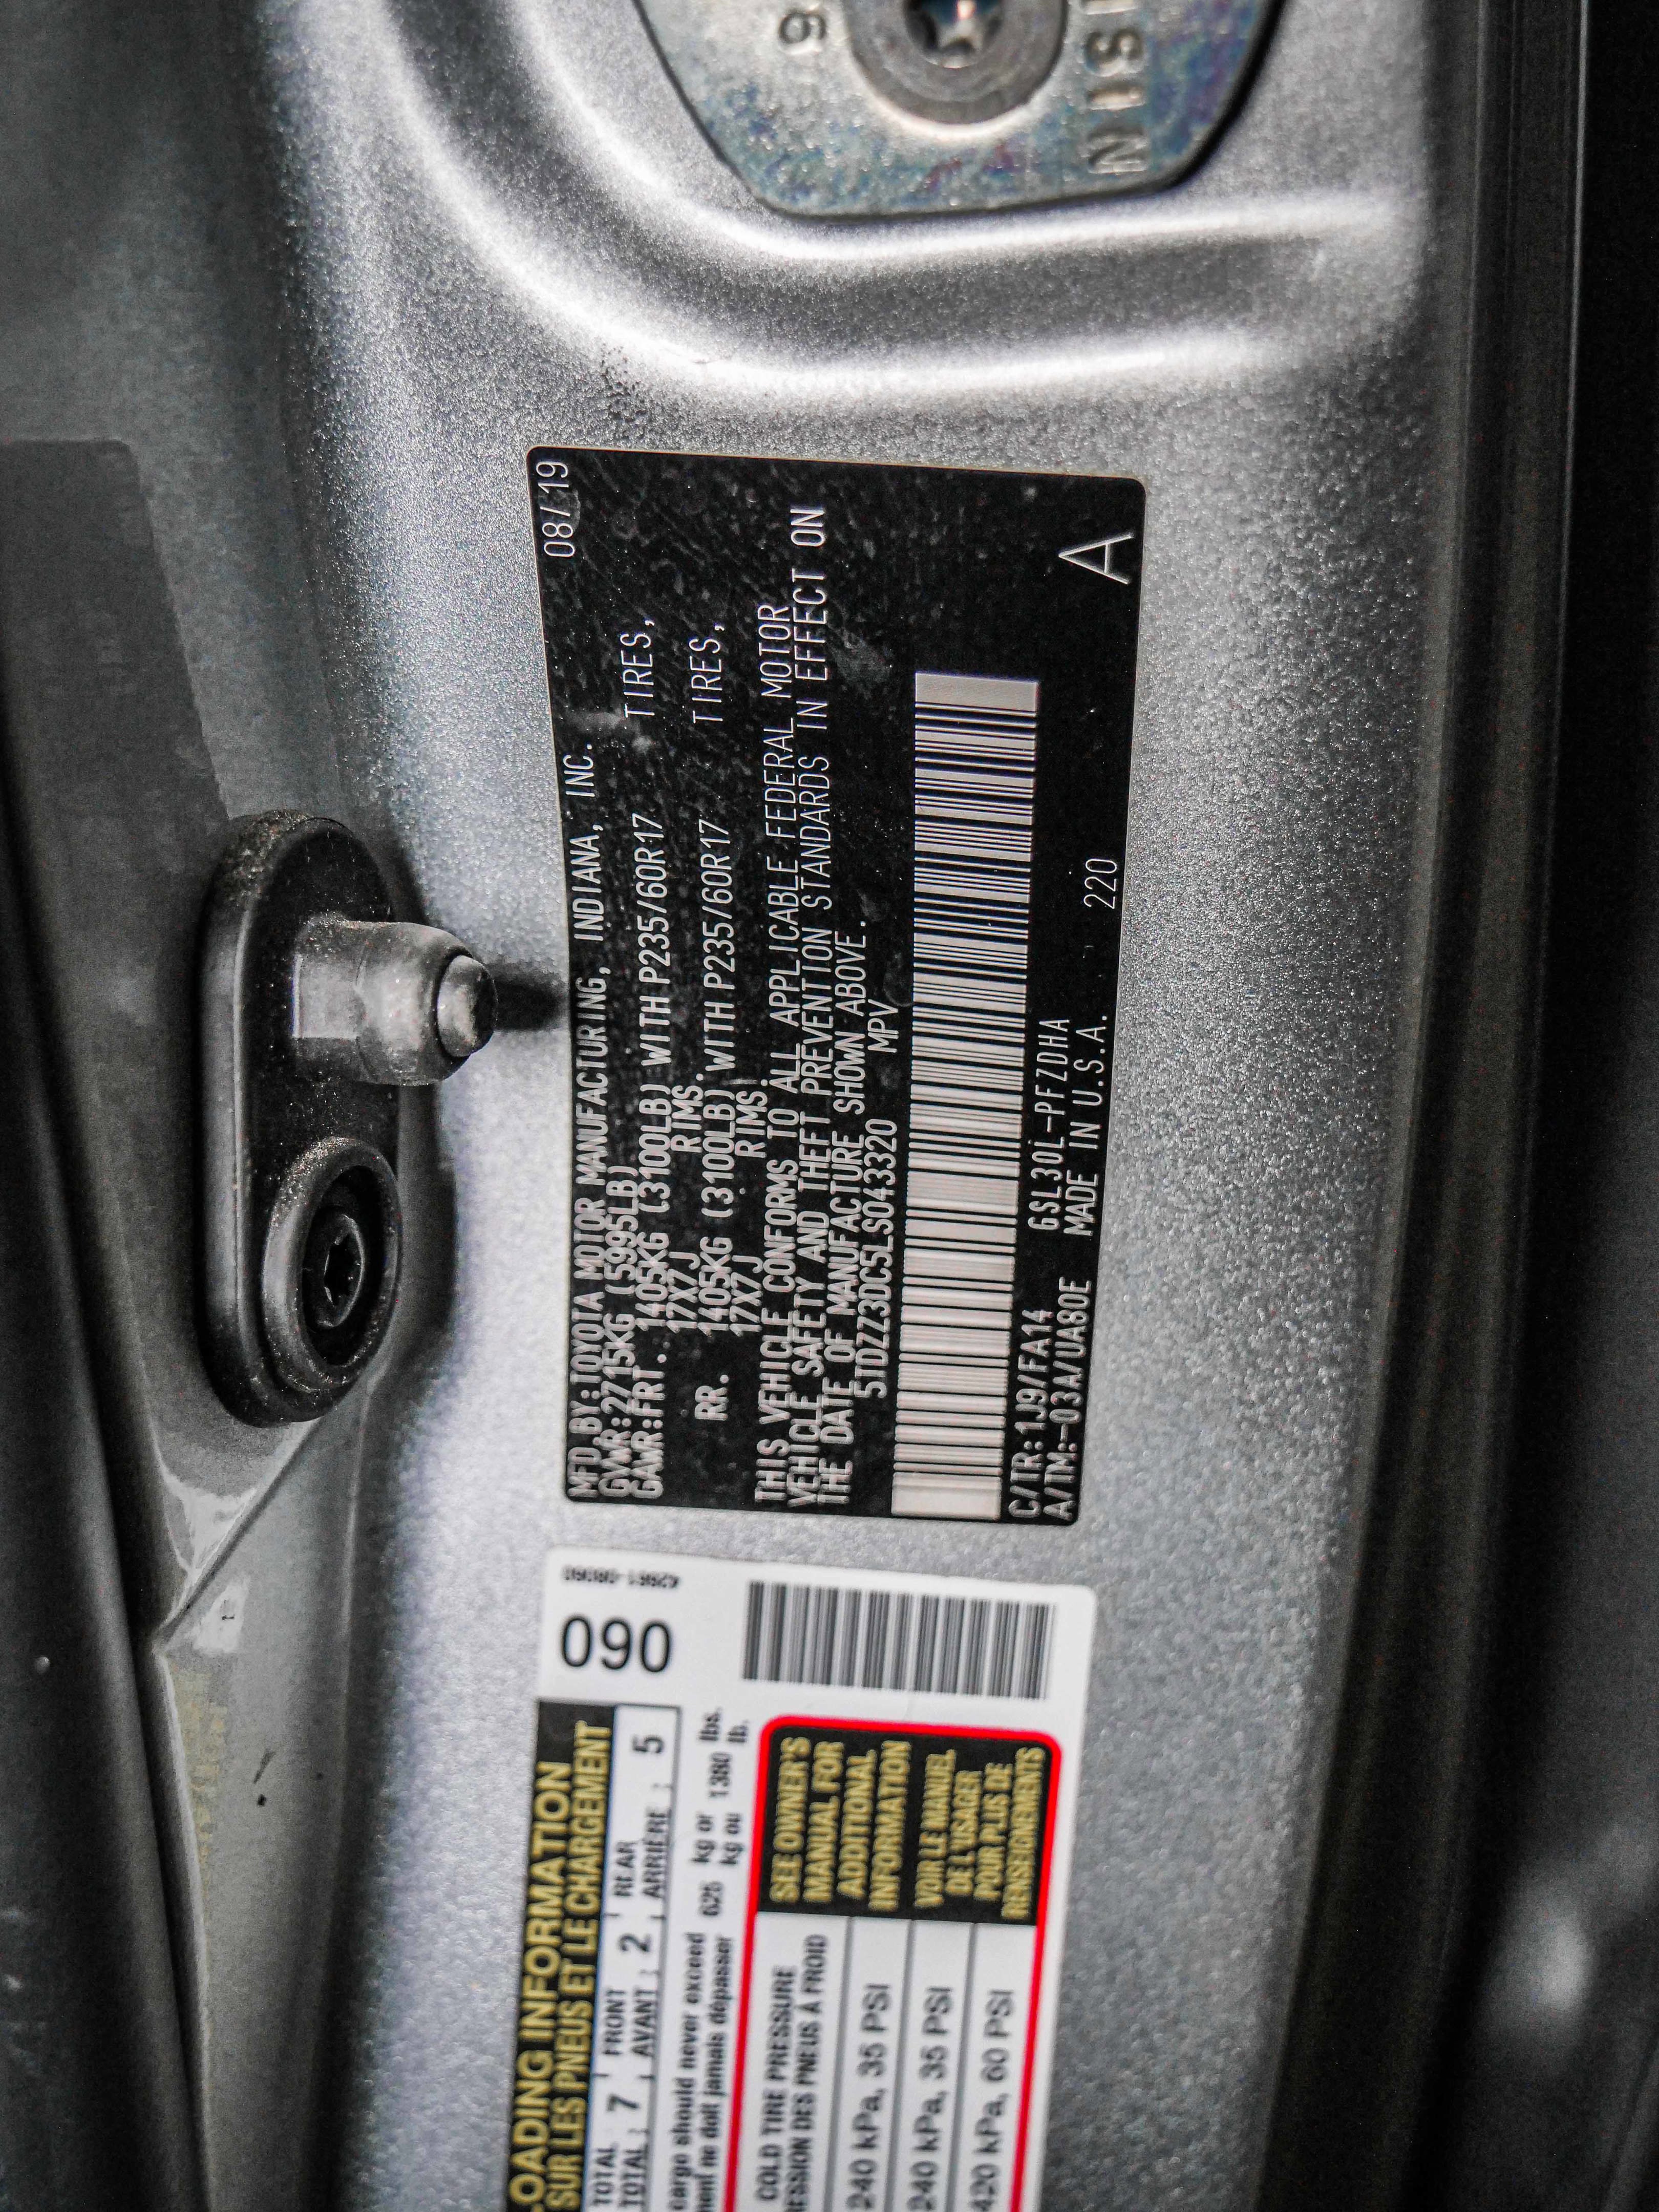 MFD.BY:TOYOTA MOTOR MANUFACTURING, INDIANA, INC. 08/19
GVWR:2715KG (5995LB)
GAWR:FRT. 1405KG (3100LB) WITH P235/60R17 TIRES,
17X7J RIMS.
RR. 1405KG (3100LB) WITH P235/60R17 TIRES,
17X7J RIMS.
THIS VEHICLE CONFORMS TO ALL APPLICABLE FEDERAL MOTOR
VEHICLE SAFETY AND THEFT PREVENTION STANDARDS IN EFFECT ON
THE DATE OF MANUFACTURE SHOWN ABOVE.
5TDZZ3DC5LS043320 MPV
C/TR:1J9/FA14 GSL30L-PFZDHA
A/TM:-03A/UA80E MADE IN U.S.A. 220 A
LOADING INFORMATION
SUR LES PNEUS ET LE CHARGEMENT
090
TOTAL 7 FRONT 2 REAR 5
TOTAL : AVANT : ARRIÈRE :
cargo should never exceed 625 kg or 1380 lbs.
ne doit jamais dépasser kg ou lb.
COLD TIRE PRESSURE
DES PNEUS À FROID
240 kPa, 35 PSI
240 kPa, 35 PSI
420 kPa, 60 PSI
SEE OWNER'S
MANUAL FOR
ADDITIONAL
INFORMATION
VOIR LE MANUEL
DE L'USAGER
POUR PLUS DE
RENSEIGNEMENTS